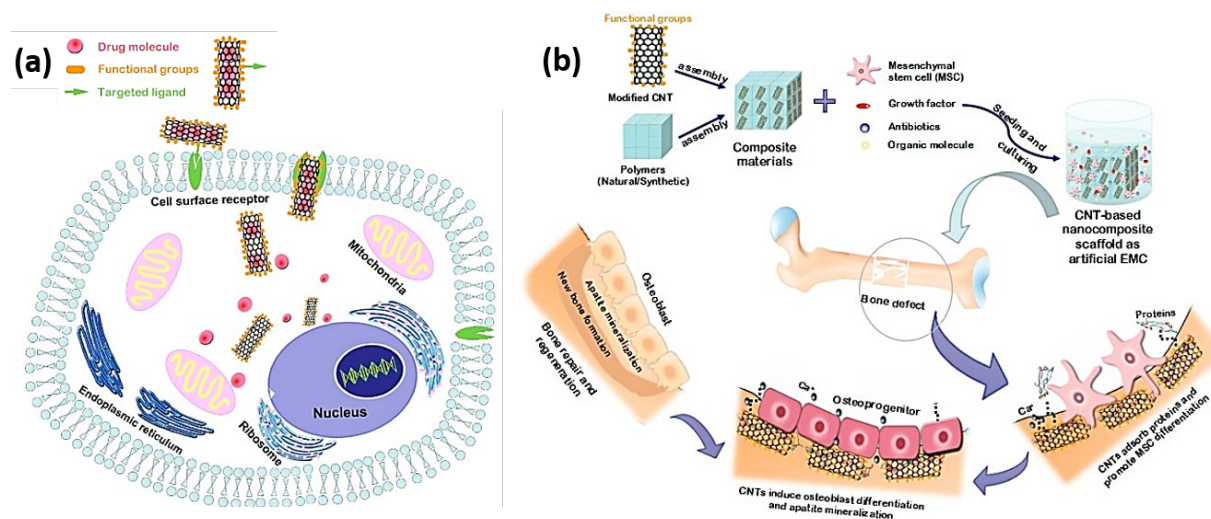 (a)
Drug molecule
Functional groups
Targeted ligand
Cell surface receptor
Mitochondria
Endoplasmic reticulum
Ribosome
Nucleus
(b)
Functional groups
Modified CNT
assembly
Polymers
(Natural/Synthetic)
assembly
Composite
materials
Mesenchymal
stem cell (MSC)
Growth factor
Antibiotics
Organic molecule
Seeding and
culturing
CNT-based
nanocomposite
scaffold as
artificial EMC
Bone defect
Osteoblast
Apatite mineralization
New bone formation
Bone repair and
regeneration
Proteins
Ca
CNTs adsorb proteins and
promote MSC differentiation
Ca
Osteoprogenitor
CNTs induce osteoblast differentiation
and apatite mineralization